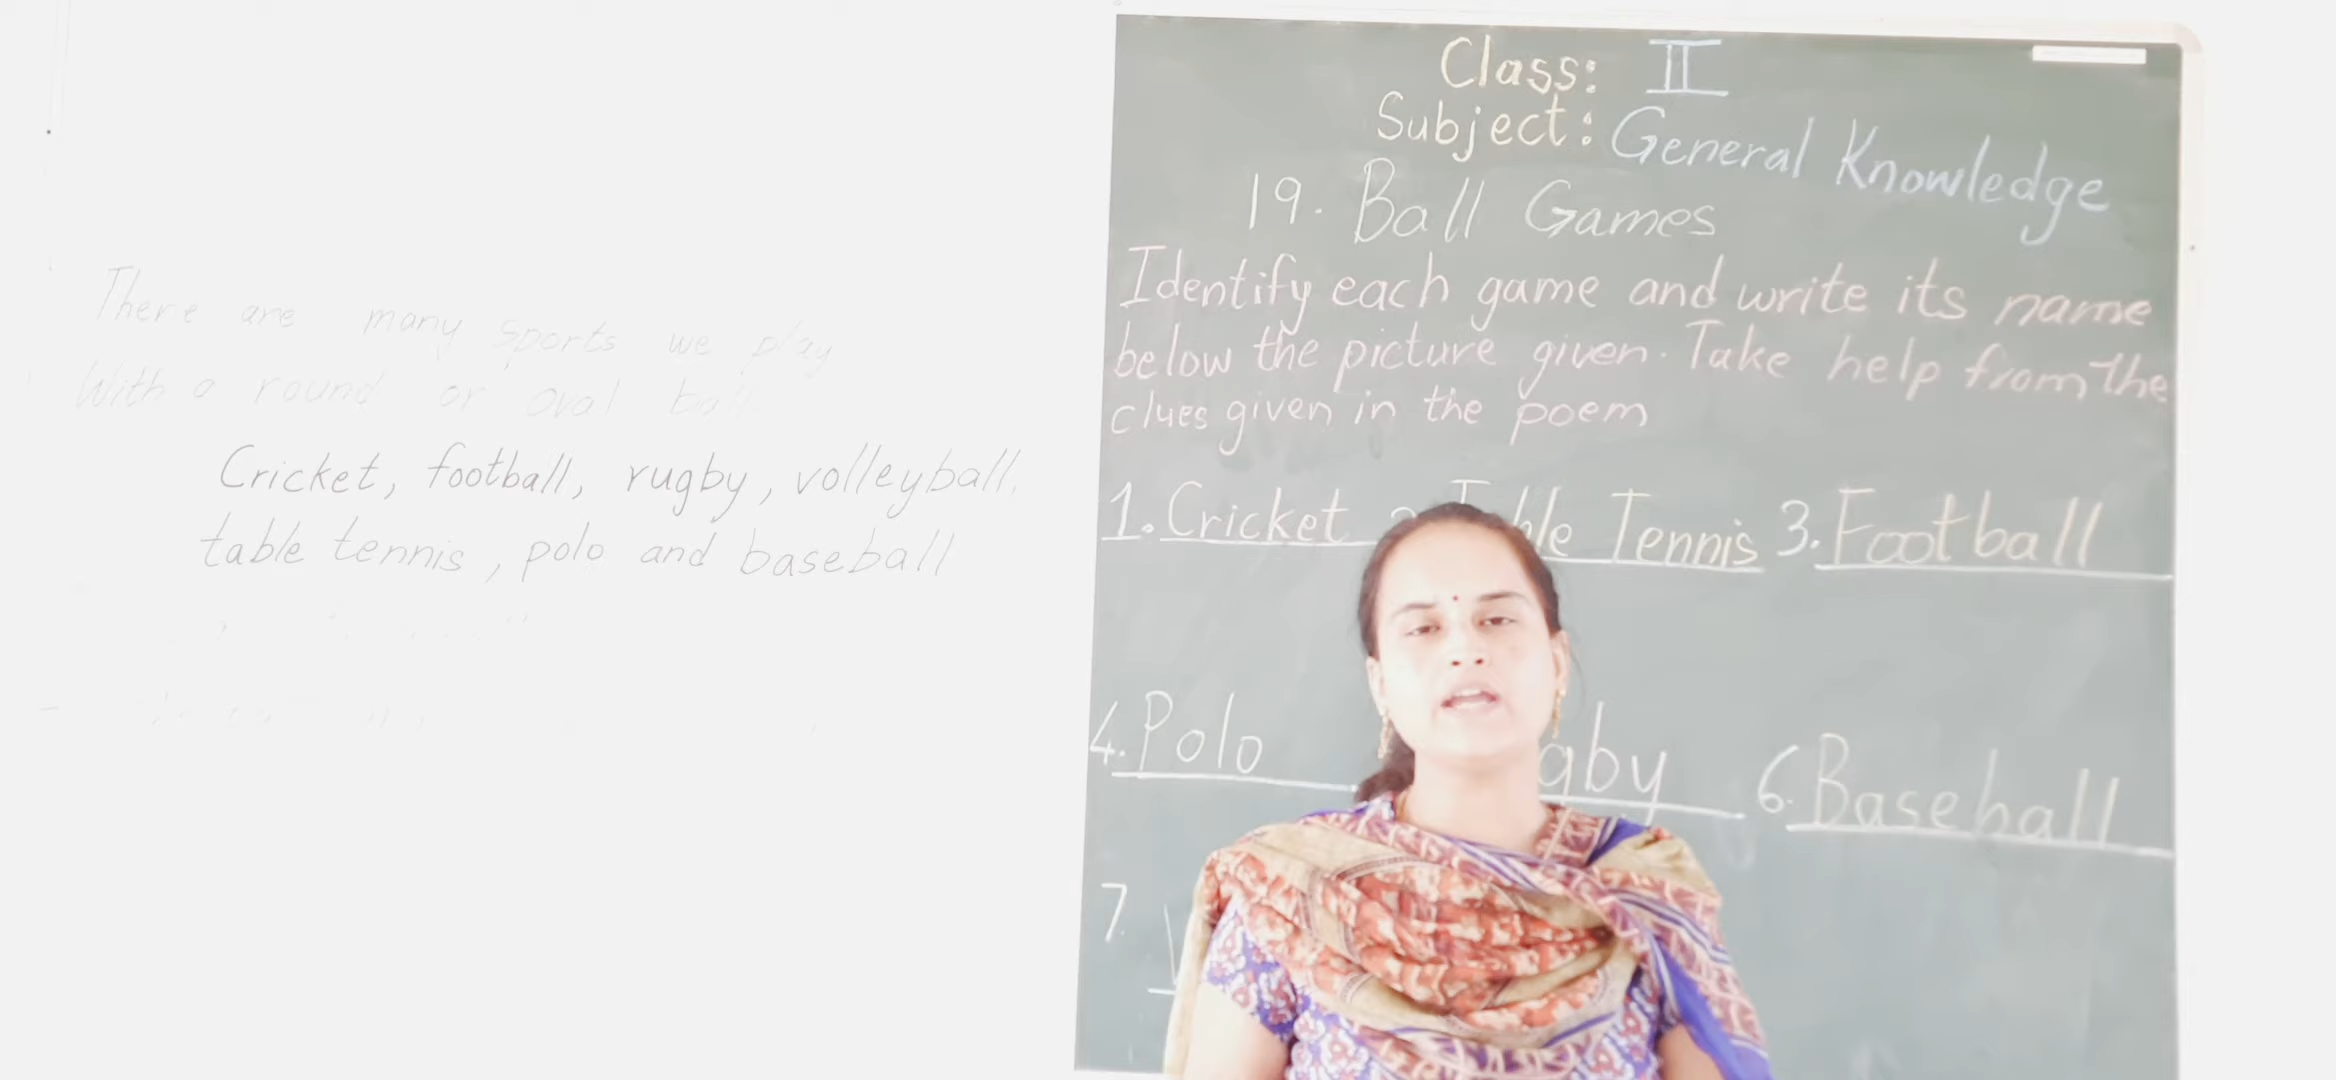 There are many sports we play
With a round or oval ball
Cricket, football, rugby, volleyball,
table tennis, polo and baseball
Class: II
Subject: General Knowledge
19. Ball Games
Identify each game and write its name
below the picture given. Take help from the
clues given in the poem
1. Cricket Tennis 3. Football
4. Polo 6. Baseball
7.